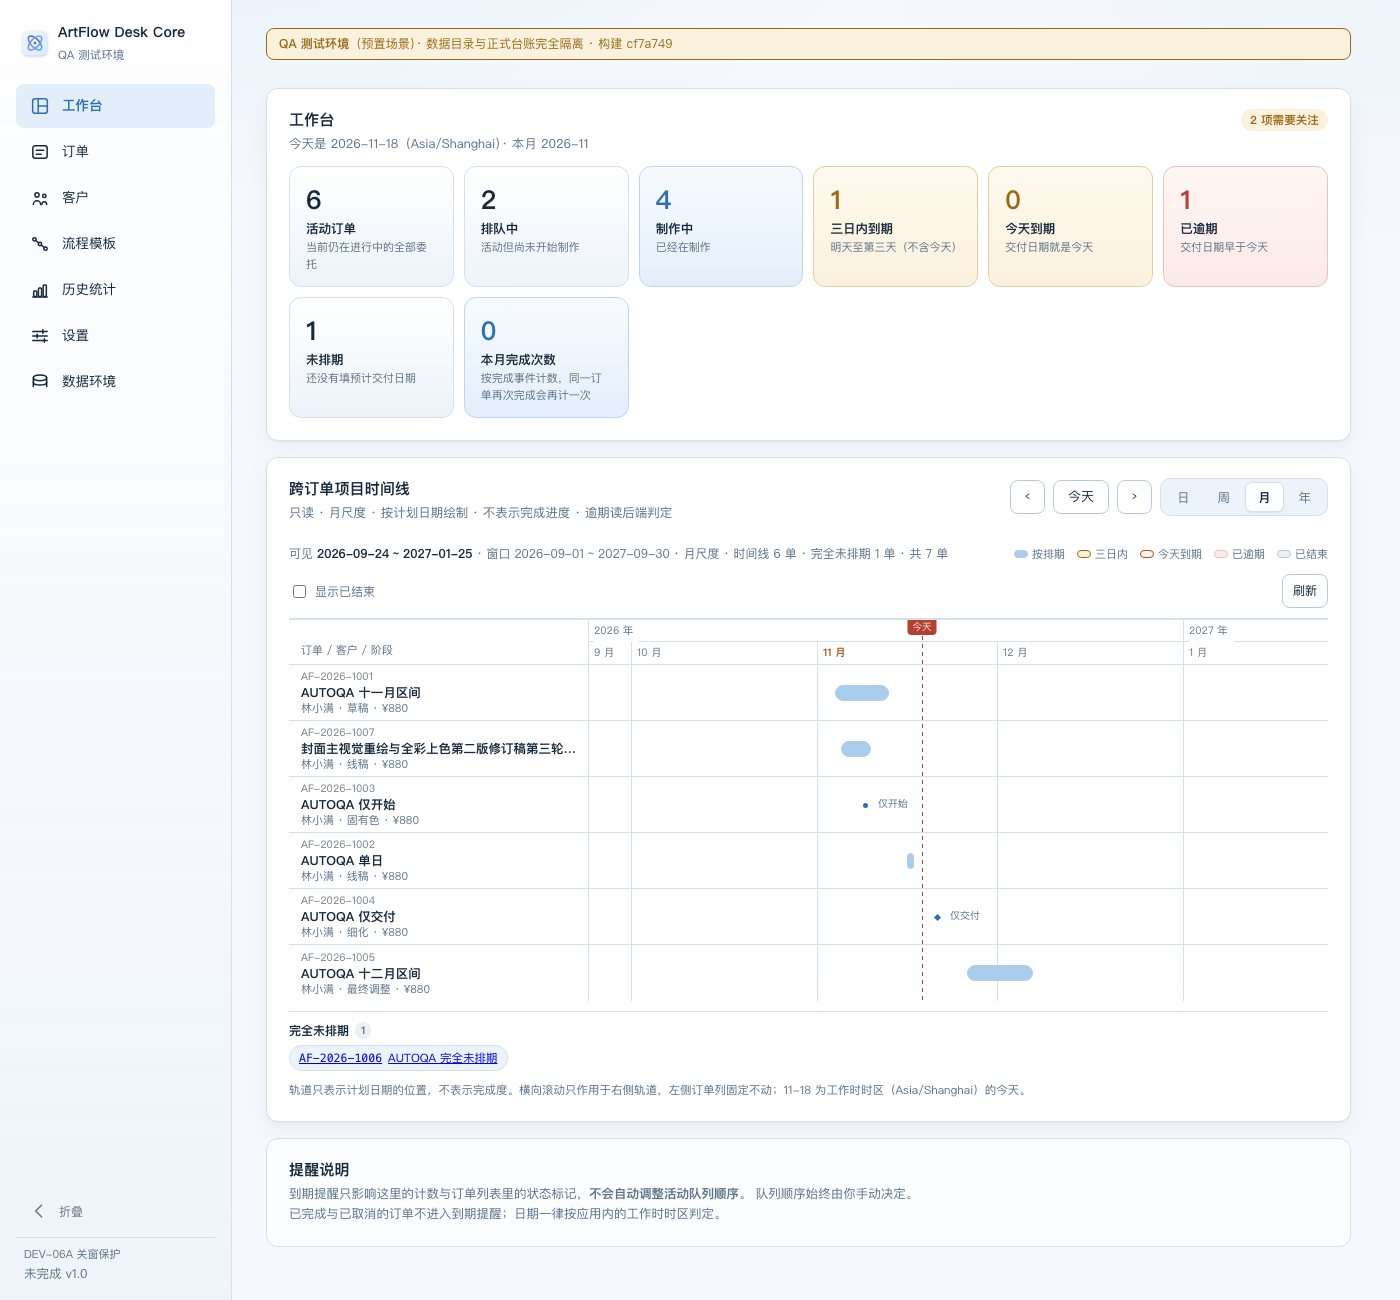 ArtFlow Desk Core
QA 测试环境
工作台
订单
客户
流程模板
历史统计
设置
数据环境
折叠
DEV-06A 关窗保护
未完成 v1.0
QA 测试环境（预置场景）· 数据目录与正式台账完全隔离 · 构建 cf7a749
工作台
2 项需要关注
今天是 2026-11-18（Asia/Shanghai）· 本月 2026-11
6
活动订单
当前仍在进行中的全部委
托
2
排队中
活动但尚未开始制作
4
制作中
已经在制作
1
三日内到期
明天至第三天（不含今天）
0
今天到期
交付日期就是今天
1
已逾期
交付日期早于今天
1
未排期
还没有填预计交付日期
0
本月完成次数
按完成事件计数，同一订
单再次完成会再计一次
跨订单项目时间线
只读 · 月尺度 · 按计划日期绘制 · 不表示完成进度 · 逾期读后端判定
‹ 今天 › 日 周 月 年
可见 2026-09-24 ~ 2027-01-25 · 窗口 2026-09-01 ~ 2027-09-30 · 月尺度 · 时间线 6 单 · 完全未排期 1 单 · 共 7 单
按排期 三日内 今天到期 已逾期 已结束
显示已结束
刷新
2026 年 今天 2027 年
订单 / 客户 / 阶段
9 月 10 月 11 月 12 月 1 月
AF-2026-1001
AUTOQA 十一月区间
林小满 · 草稿 · ¥880
AF-2026-1007
封面主视觉重绘与全彩上色第二版修订稿第三轮…
林小满 · 线稿 · ¥880
AF-2026-1003
AUTOQA 仅开始
林小满 · 固有色 · ¥880
仅开始
AF-2026-1002
AUTOQA 单日
林小满 · 线稿 · ¥880
AF-2026-1004
AUTOQA 仅交付
林小满 · 细化 · ¥880
仅交付
AF-2026-1005
AUTOQA 十二月区间
林小满 · 最终调整 · ¥880
完全未排期 1
AF-2026-1006 AUTOQA 完全未排期
轨道只表示计划日期的位置，不表示完成度。横向滚动只作用于右侧轨道，左侧订单列固定不动；11-18 为工作时时区（Asia/Shanghai）的今天。
提醒说明
到期提醒只影响这里的计数与订单列表里的状态标记，不会自动调整活动队列顺序。 队列顺序始终由你手动决定。
已完成与已取消的订单不进入到期提醒；日期一律按应用内的工作时时区判定。